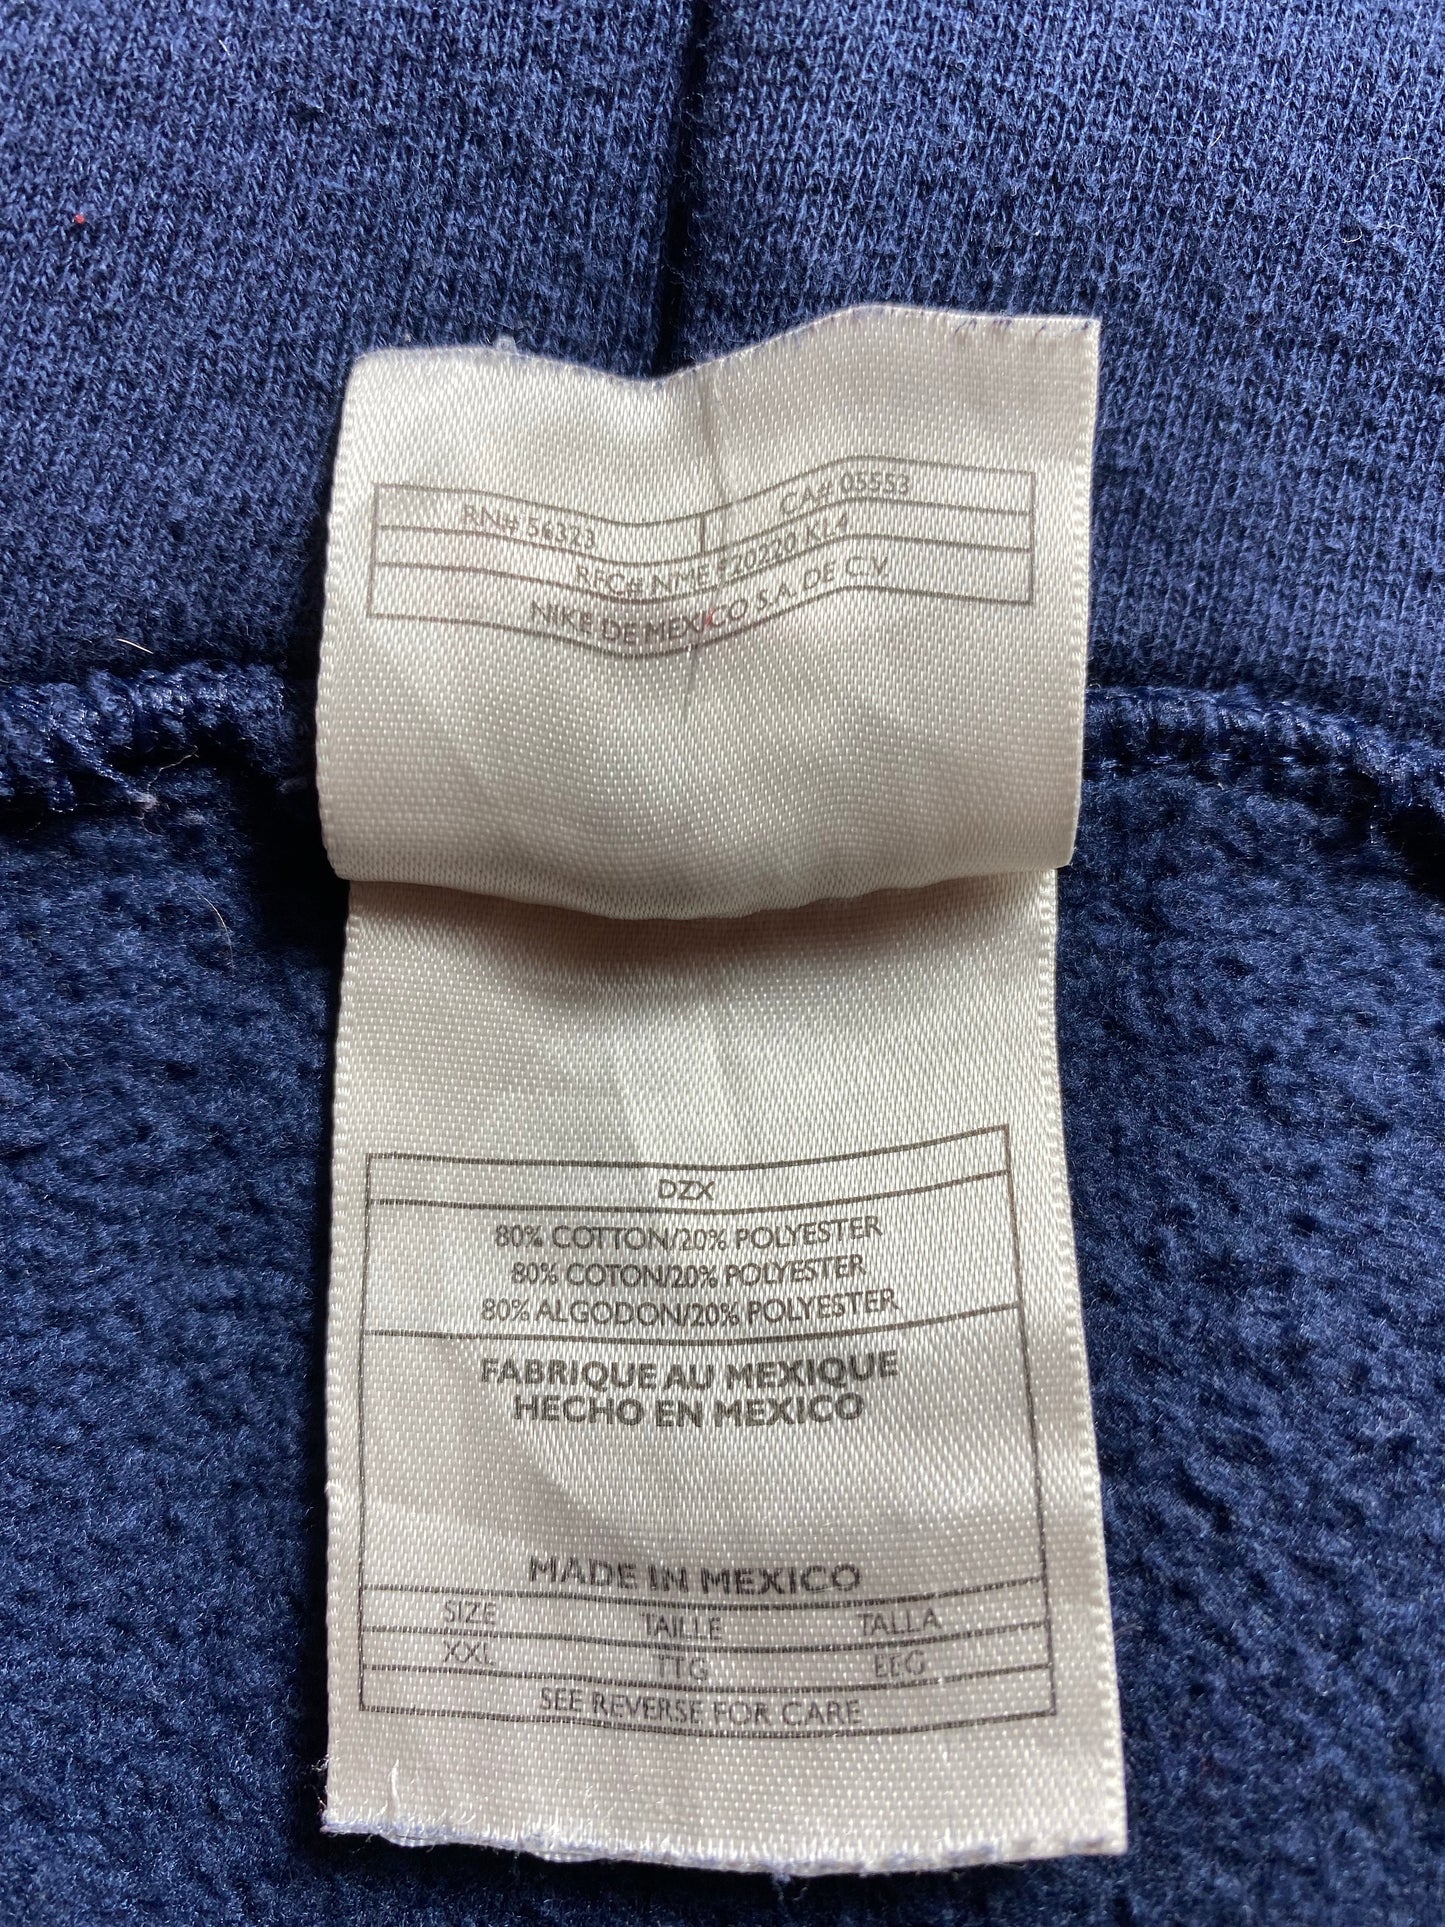 RN# 56323 CA# 05553
RFC# NME F20220 KL4
NIKE DE MEXICO S.A. DE C.V
DZX
80% COTTON/20% POLYESTER
80% COTON/20% POLYESTER
80% ALGODON/20% POLYESTER
FABRIQUE AU MEXIQUE
HECHO EN MEXICO
MADE IN MEXICO
SIZE TAILLE TALLA
XXL TTG EEG
SEE REVERSE FOR CARE